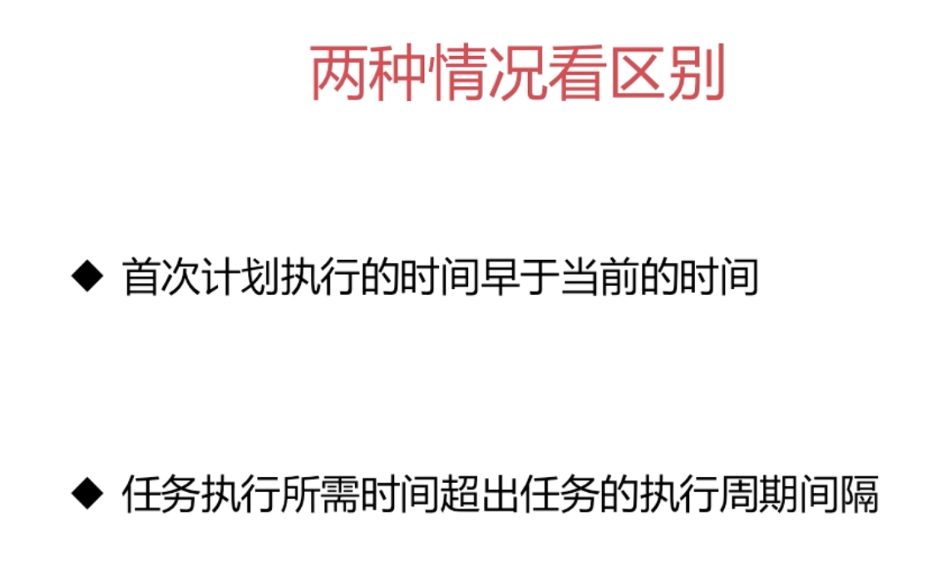 两种情况看区别
◆ 首次计划执行的时间早于当前的时间
◆ 任务执行所需时间超出任务的执行周期间隔